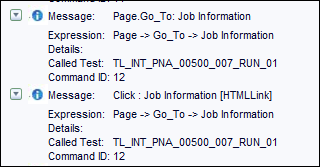 Message: Page.Go_To: Job Information
Expression: Page -> Go_To -> Job Information
Details:
Called Test: TL_INT_PNA_00500_007_RUN_01
Command ID: 12
Message: Click : Job Information [HTMLLink]
Expression: Page -> Go_To -> Job Information
Details:
Called Test: TL_INT_PNA_00500_007_RUN_01
Command ID: 12